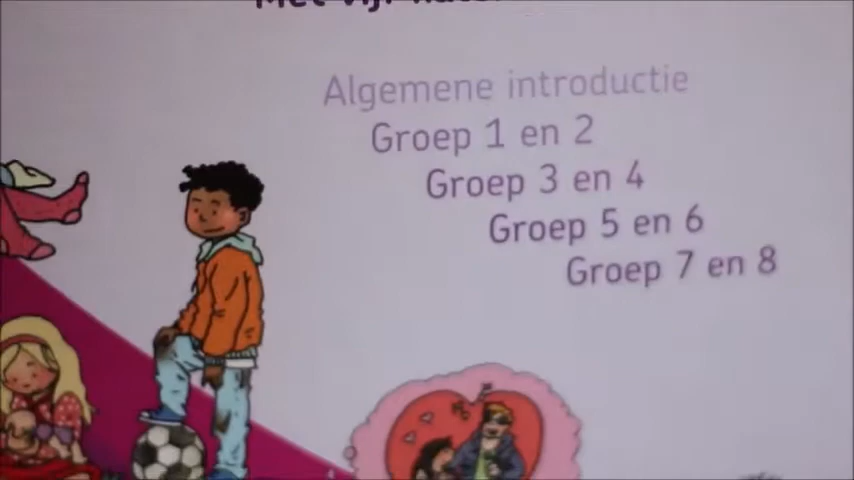 Algemene introductie
Groep 1 en 2
Groep 3 en 4
Groep 5 en 6
Groep 7 en 8